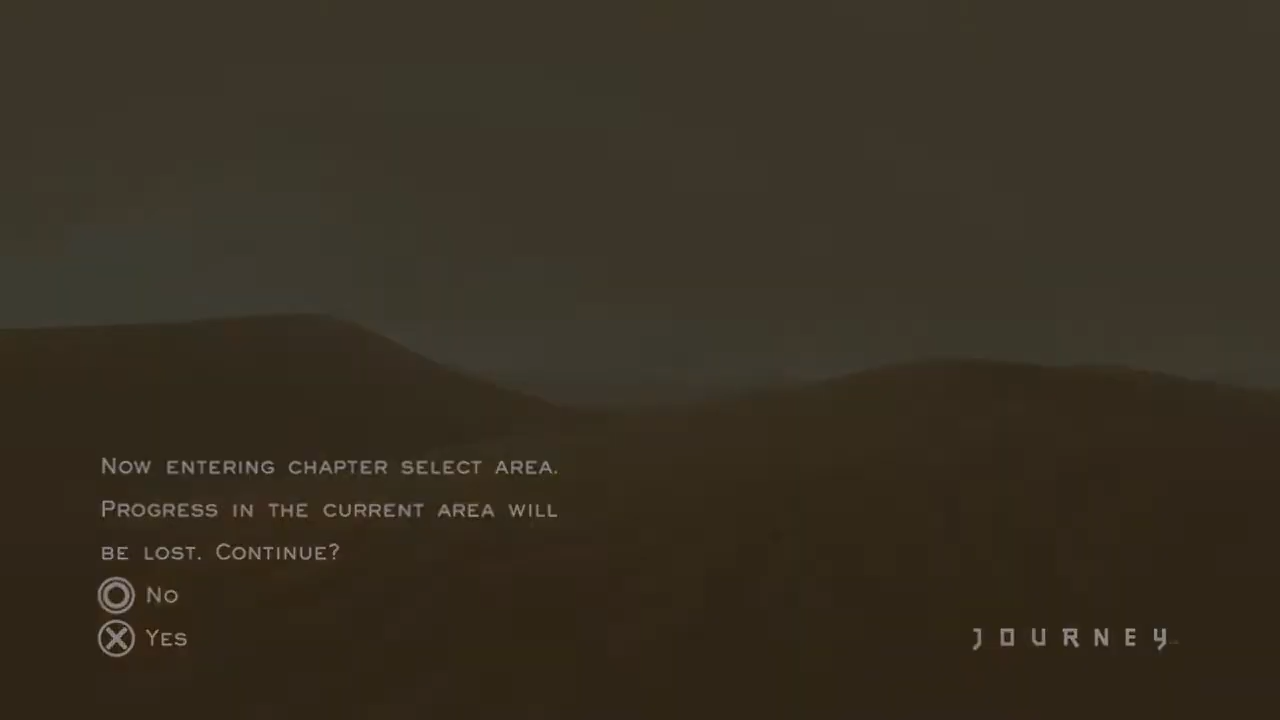 Now entering chapter select area.
Progress in the current area will
be lost. Continue?
No
Yes
JOURNEY